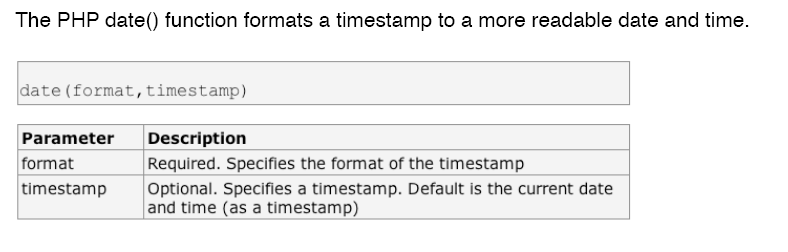 The PHP date() function formats a timestamp to a more readable date and time.
date(format,timestamp)
Parameter Description
format Required. Specifies the format of the timestamp
timestamp Optional. Specifies a timestamp. Default is the current date
and time (as a timestamp)